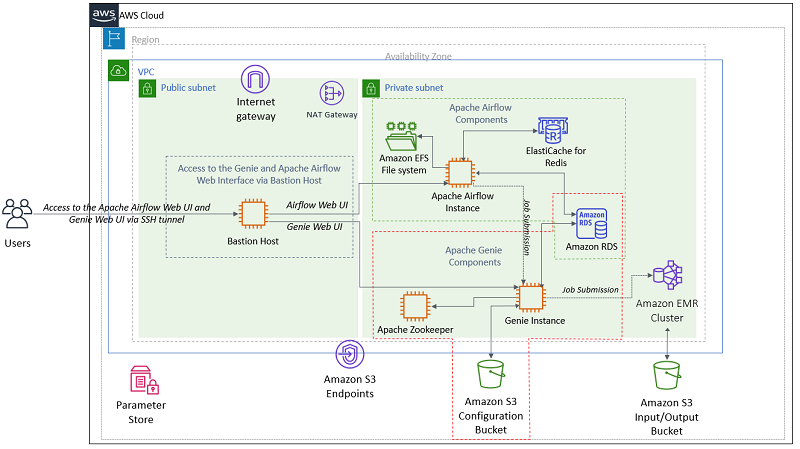 aws
AWS Cloud
Region
Availability Zone
VPC
Public subnet
Private subnet
Internet
gateway
NAT Gateway
Apache Airflow
Components
Amazon EFS
File system
ElastiCache for
Redis
R
Access to the Genie and Apache Airflow
Web Interface via Bastion Host
Apache Airflow
Instance
Airflow Web UI
Genie Web UI
Access to the Apache Airflow Web UI and
Genie Web UI via SSH tunnel
Users
Bastion Host
Job Submission
Amazon
RDS
Amazon RDS
Apache Genie
Components
Job Submission
Amazon EMR
Cluster
Apache Zookeeper
Genie Instance
Amazon S3
Endpoints
Parameter
Store
Amazon S3
Configuration
Bucket
Amazon S3
Input/Output
Bucket